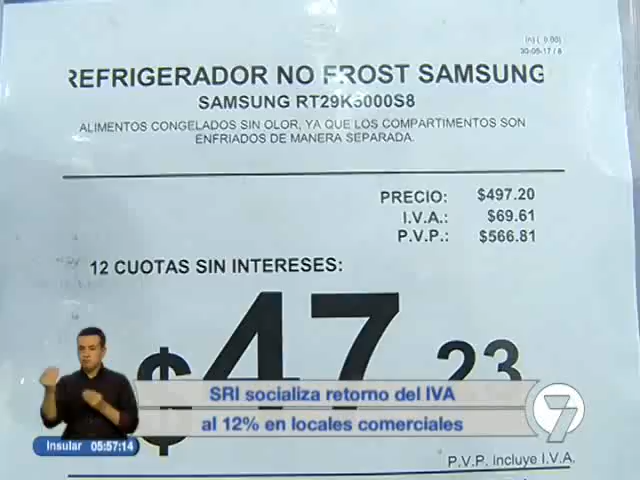 30-05-17 / 8
REFRIGERADOR NO FROST SAMSUNG
SAMSUNG RT29K5000S8
ALIMENTOS CONGELADOS SIN OLOR, YA QUE LOS COMPARTIMENTOS SON
ENFRIADOS DE MANERA SEPARADA.
PRECIO: $497.20
I.V.A.: $69.61
P.V.P.: $566.81
12 CUOTAS SIN INTERESES:
$47.23
SRI socializa retorno del IVA
al 12% en locales comerciales
7
Insular 05:57:14
P.V.P. incluye I.V.A.